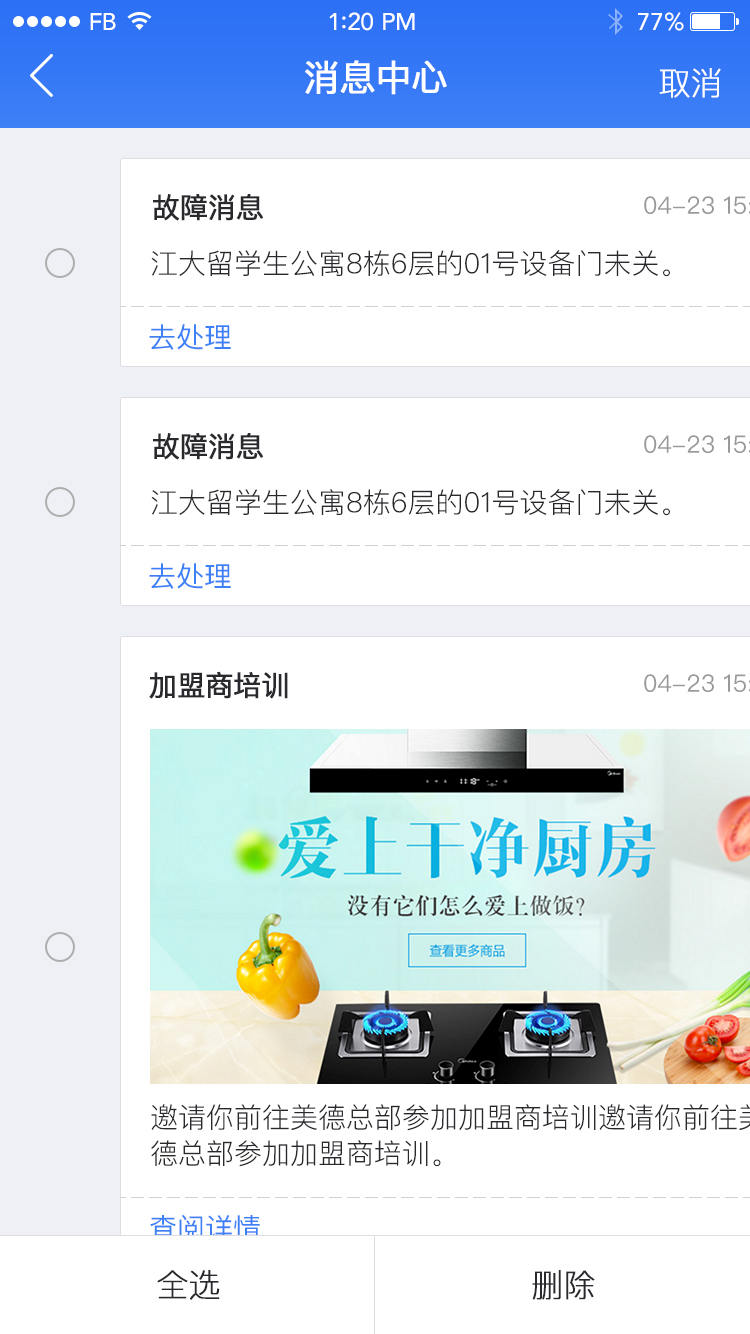 FB 1:20 PM 77%
消息中心
取消
故障消息 04-23 15:
江大留学生公寓8栋6层的01号设备门未关。
去处理
故障消息 04-23 15:
江大留学生公寓8栋6层的01号设备门未关。
去处理
加盟商培训 04-23 15:
爱上干净厨房
没有它们怎么爱上做饭?
查看更多商品
邀请你前往美德总部参加加盟商培训邀请你前往美
德总部参加加盟商培训。
查阅详情
全选 删除